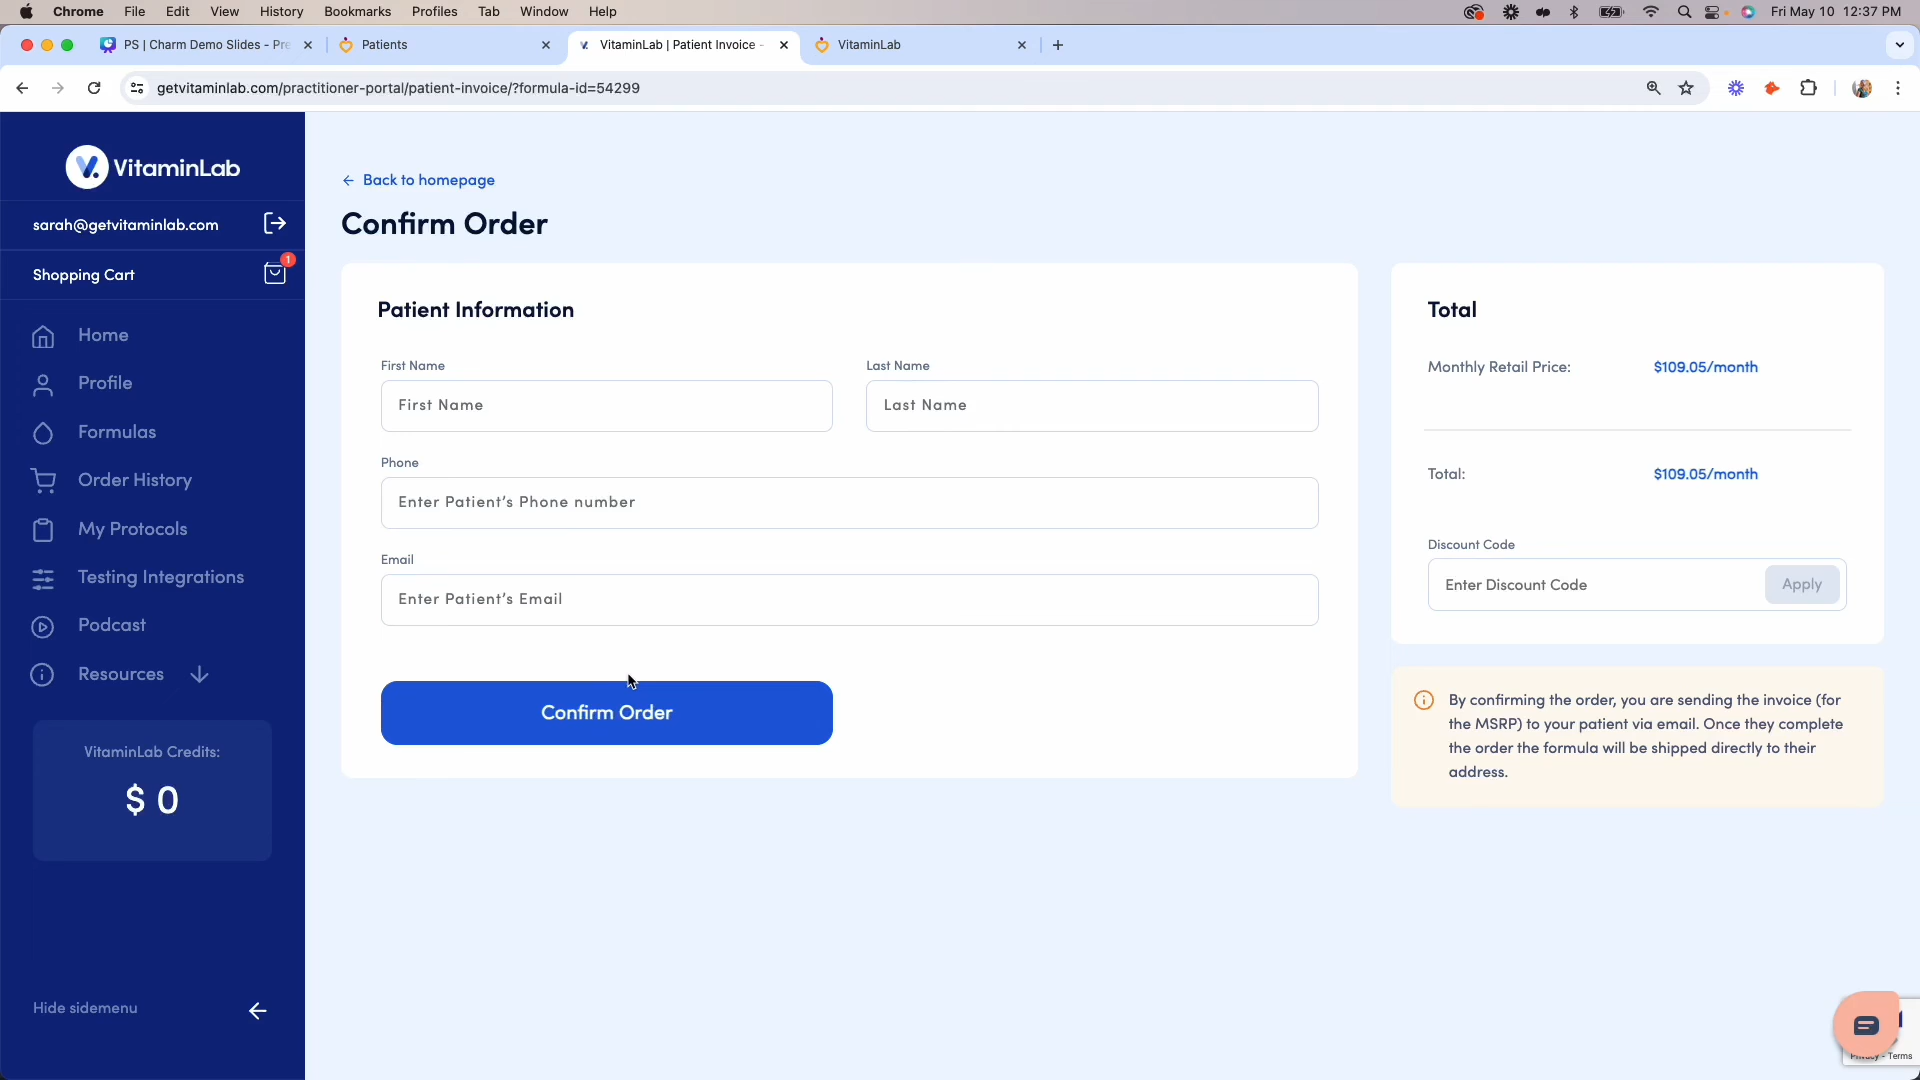 Chrome File Edit View History Bookmarks Profiles Tab Window Help Fri May 10 12:37 PM
PS | Charm Demo Slides - Pre Patients VitaminLab | Patient Invoice - VitaminLab
getvitaminlab.com/practitioner-portal/patient-invoice/?formula-id=54299
V. VitaminLab
sarah@getvitaminlab.com
Shopping Cart 1
Home
Profile
Formulas
Order History
My Protocols
Testing Integrations
Podcast
Resources
VitaminLab Credits:
$ 0
Hide sidemenu
Back to homepage
Confirm Order
Patient Information
First Name Last Name
First Name Last Name
Phone
Enter Patient's Phone number
Email
Enter Patient's Email
Confirm Order
Total
Monthly Retail Price: $109.05/month
Total: $109.05/month
Discount Code
Enter Discount Code Apply
By confirming the order, you are sending the invoice (for
the MSRP) to your patient via email. Once they complete
the order the formula will be shipped directly to their
address.
Privacy - Terms